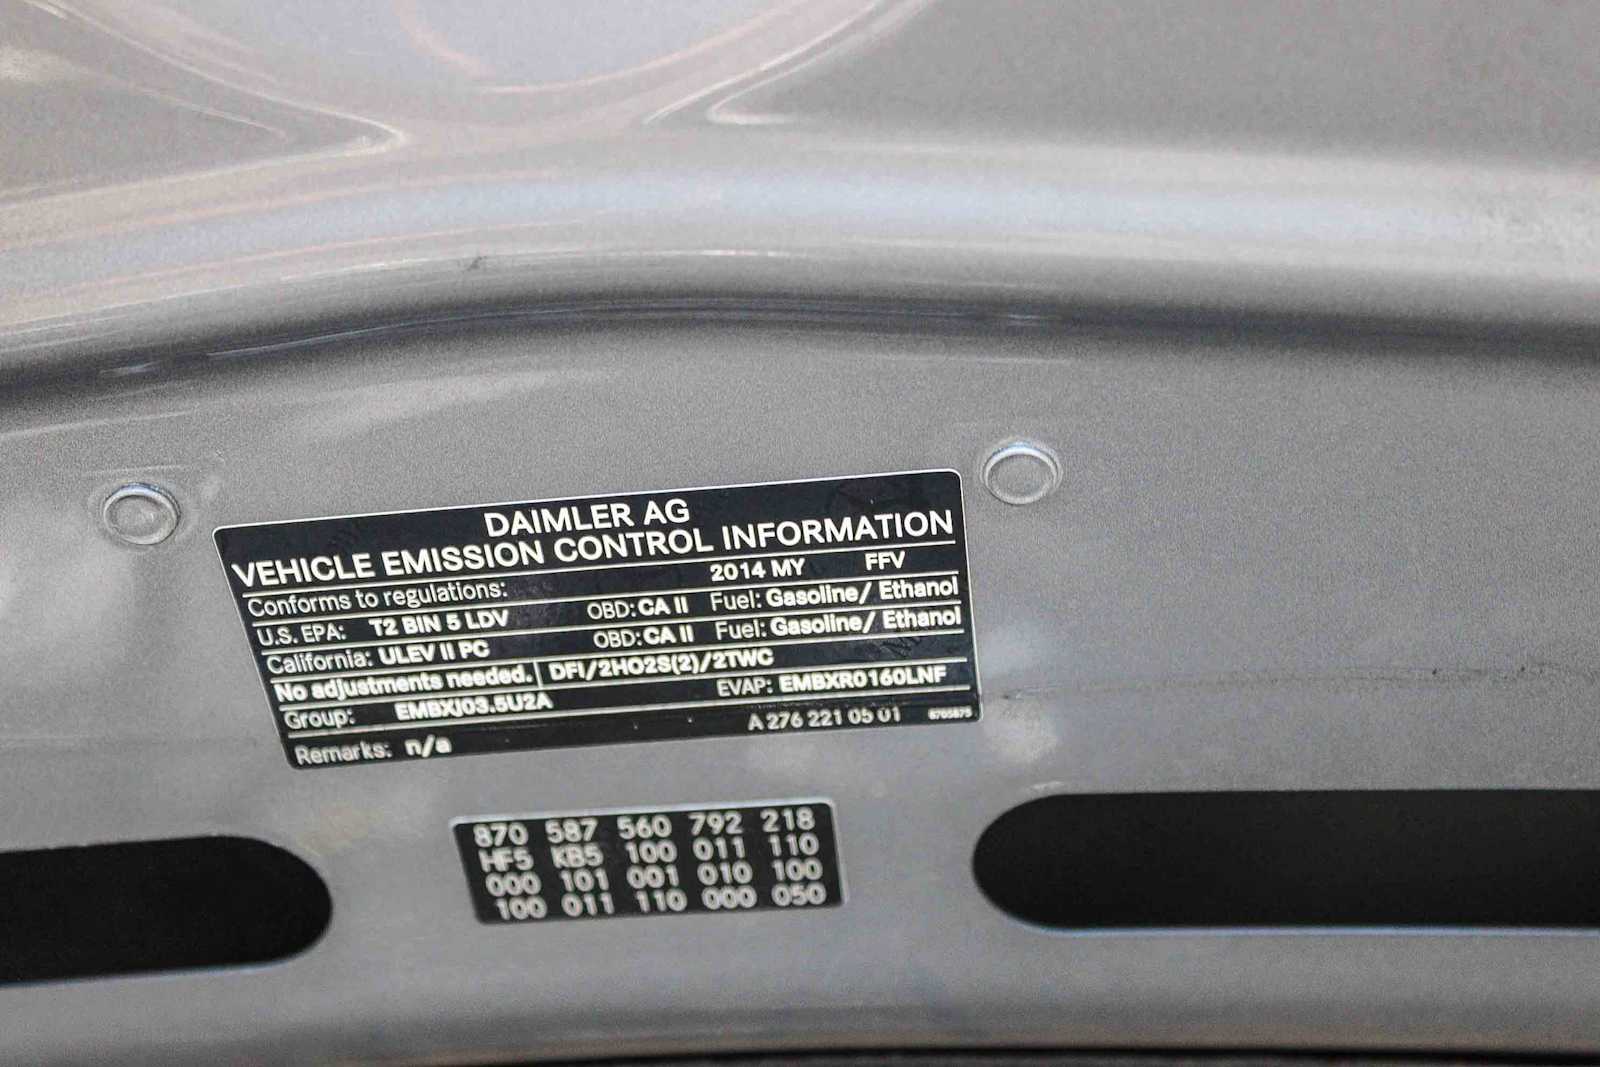 DAIMLER AG
VEHICLE EMISSION CONTROL INFORMATION
Conforms to regulations: 2014 MY FFV
U.S. EPA: T2 BIN 5 LDV OBD: CA II Fuel: Gasoline/ Ethanol
California: ULEV II PC OBD: CA II Fuel: Gasoline/ Ethanol
No adjustments needed. DFI/2HO2S(2)/2TWC
Group: EMBXJ03.5U2A EVAP: EMBXR0160LNF
Remarks: n/a A 276 221 05 01
870 587 560 792 218
HF5 KB5 100 011 110
000 101 001 010 100
100 011 110 000 050